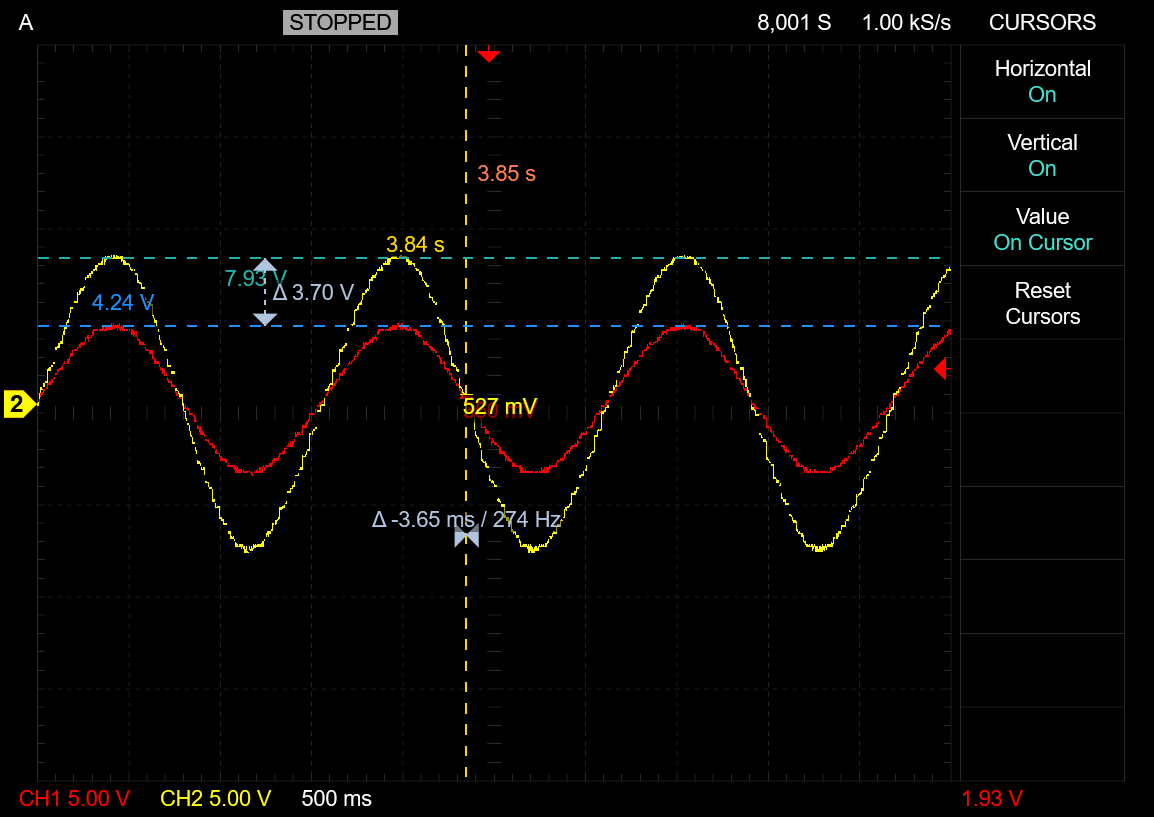 A
STOPPED
8,001 S
1.00 kS/s
CURSORS
Horizontal
On
Vertical
On
Value
On Cursor
Reset
Cursors
3.85 s
3.84 s
7.93 V
Δ 3.70 V
4.24 V
2
527 mV
Δ -3.65 ms / 274 Hz
CH1 5.00 V
CH2 5.00 V
500 ms
1.93 V